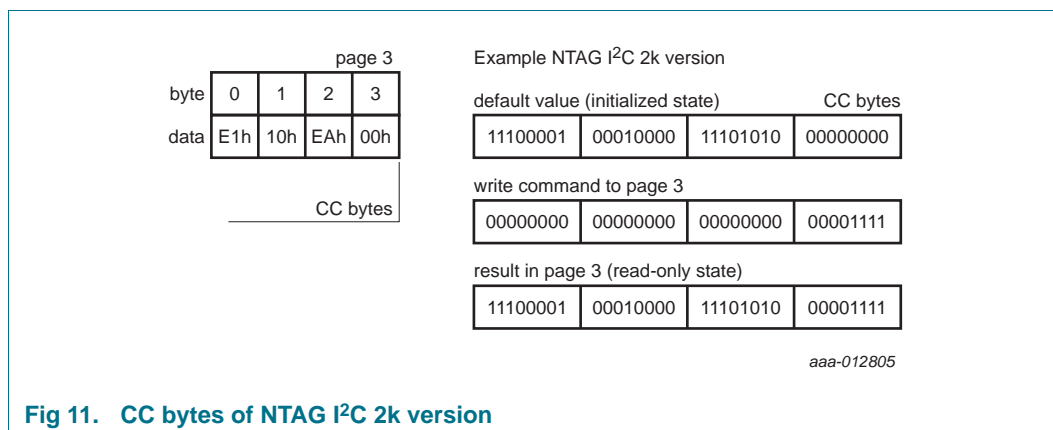 page 3
byte 0 1 2 3
data E1h 10h EAh 00h
CC bytes
Example NTAG I2C 2k version
default value (initialized state) CC bytes
11100001 00010000 11101010 00000000
write command to page 3
00000000 00000000 00000000 00001111
result in page 3 (read-only state)
11100001 00010000 11101010 00001111
aaa-012805
Fig 11. CC bytes of NTAG I2C 2k version